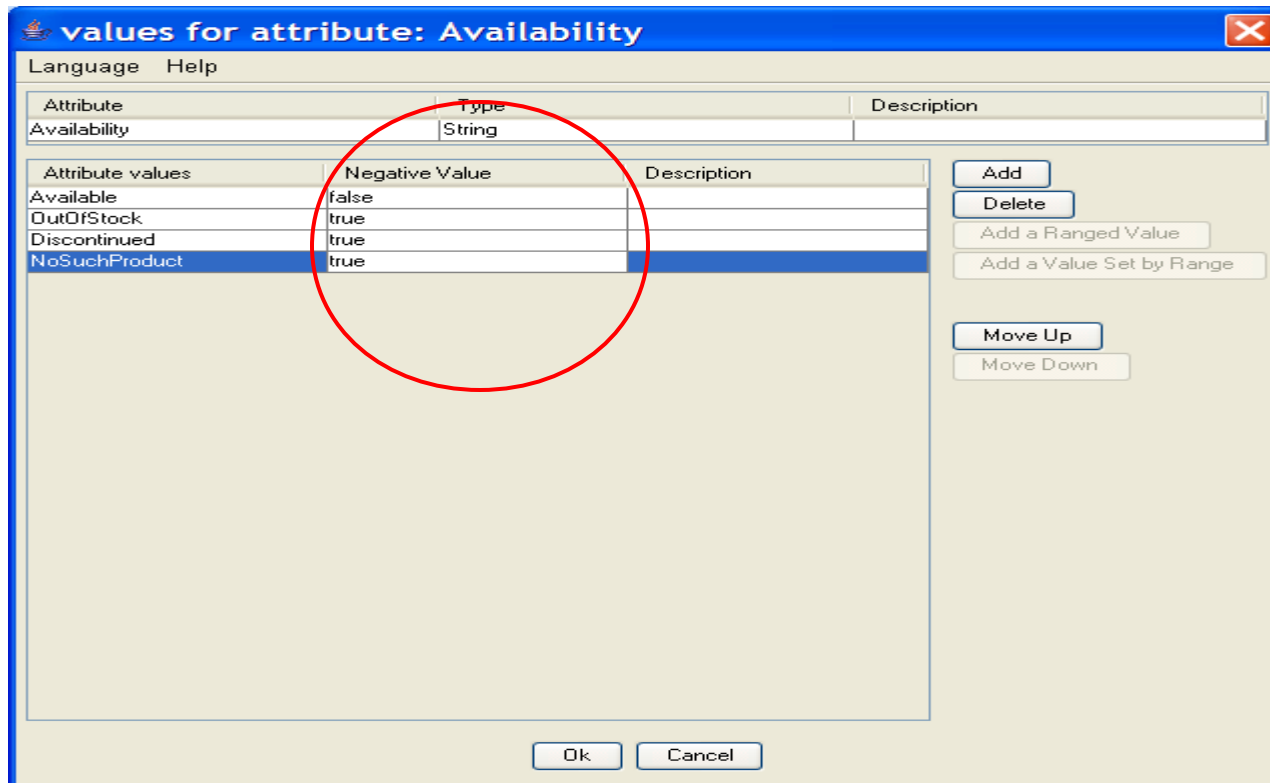 values for attribute: Availability
Language Help
Attribute Type Description
Availability String
Attribute values Negative Value Description
Available false
OutOfStock true
Discontinued true
NoSuchProduct true
Add
Delete
Add a Ranged Value
Add a Value Set by Range
Move Up
Move Down
Ok Cancel